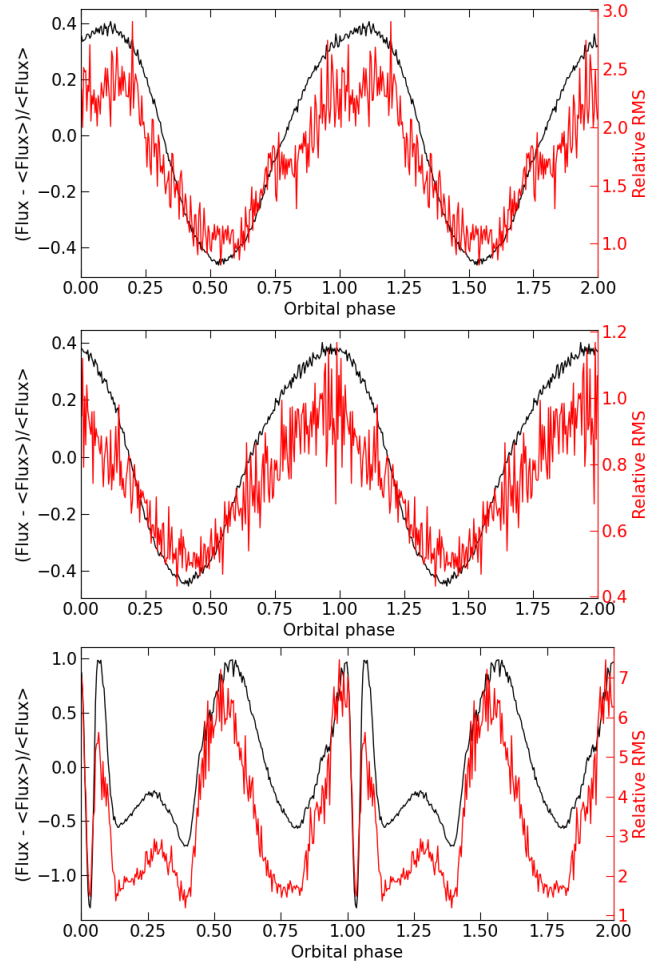 (Flux - <Flux>)/<Flux>
0.4
0.2
0.0
−0.2
−0.4
3.0
2.5
2.0
1.5
1.0
Relative RMS
0.00 0.25 0.50 0.75 1.00 1.25 1.50 1.75 2.00
Orbital phase
(Flux - <Flux>)/<Flux>
0.4
0.2
0.0
−0.2
−0.4
1.2
1.0
0.8
0.6
0.4
Relative RMS
0.00 0.25 0.50 0.75 1.00 1.25 1.50 1.75 2.00
Orbital phase
(Flux - <Flux>)/<Flux>
1.0
0.5
0.0
−0.5
−1.0
7
6
5
4
3
2
1
Relative RMS
0.00 0.25 0.50 0.75 1.00 1.25 1.50 1.75 2.00
Orbital phase